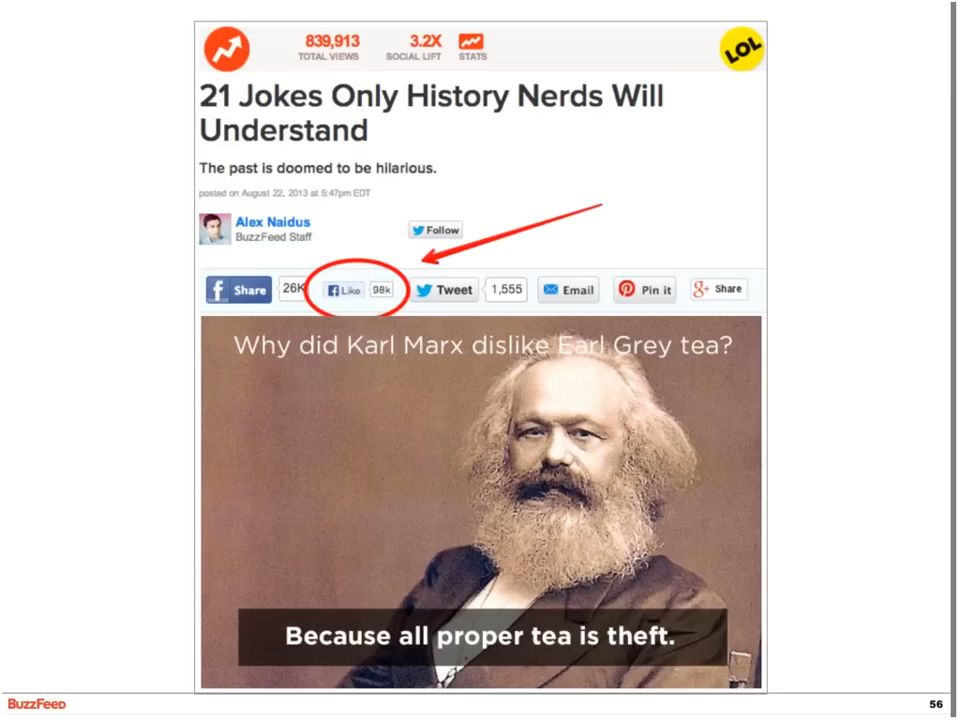 839,913 3.2X
TOTAL VIEWS SOCIAL LIFT STATS
LOL
21 Jokes Only History Nerds Will
Understand
The past is doomed to be hilarious.
posted on August 22, 2013 at 5:47pm EDT
Alex Naidus
BuzzFeed Staff
Follow
f Share 26K f Like 98k Tweet 1,555 Email Pin it g+ Share
Why did Karl Marx dislike Earl Grey tea?
Because all proper tea is theft.
BuzzFeed 56